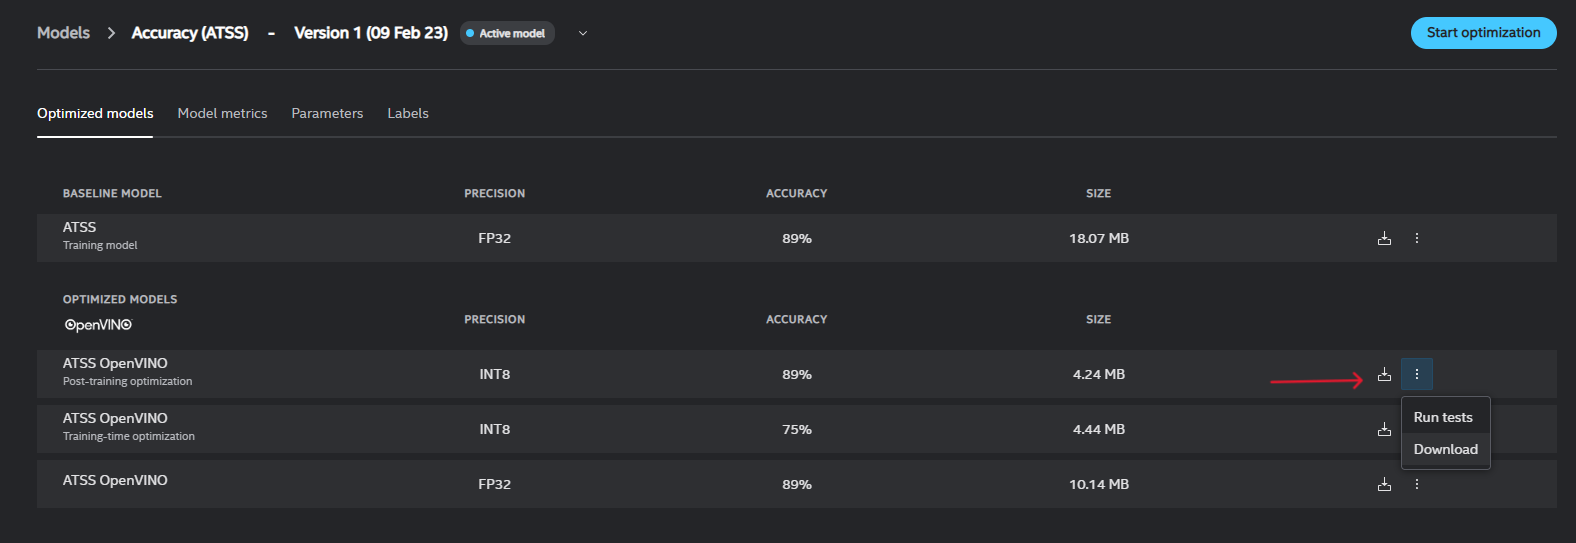 Models > Accuracy (ATSS) - Version 1 (09 Feb 23) Active model
Start optimization
Optimized models Model metrics Parameters Labels
BASELINE MODEL PRECISION ACCURACY SIZE
ATSS
Training model
FP32 89% 18.07 MB
OPTIMIZED MODELS
OpenVINO
PRECISION ACCURACY SIZE
ATSS OpenVINO
Post-training optimization
INT8 89% 4.24 MB
Run tests
Download
ATSS OpenVINO
Training-time optimization
INT8 75% 4.44 MB
ATSS OpenVINO
FP32 89% 10.14 MB